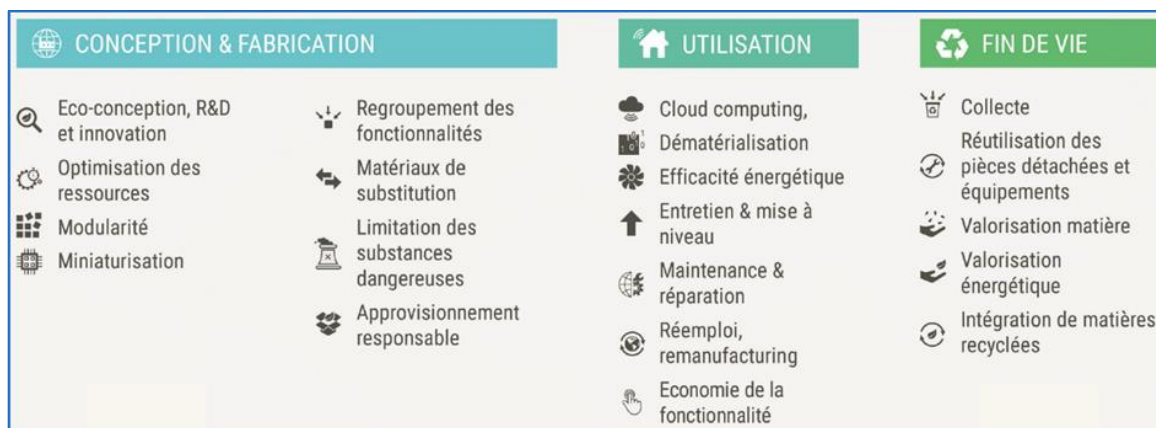 CONCEPTION & FABRICATION
Eco-conception, R&D
et innovation
Optimisation des
ressources
Modularité
Miniaturisation
Regroupement des
fonctionnalités
Matériaux de
substitution
Limitation des
substances
dangereuses
Approvisionnement
responsable
UTILISATION
Cloud computing,
Dématérialisation
Efficacité énergétique
Entretien & mise à
niveau
Maintenance &
réparation
Réemploi,
remanufacturing
Economie de la
fonctionnalité
FIN DE VIE
Collecte
Réutilisation des
pièces détachées et
équipements
Valorisation matière
Valorisation
énergétique
Intégration de matières
recyclées